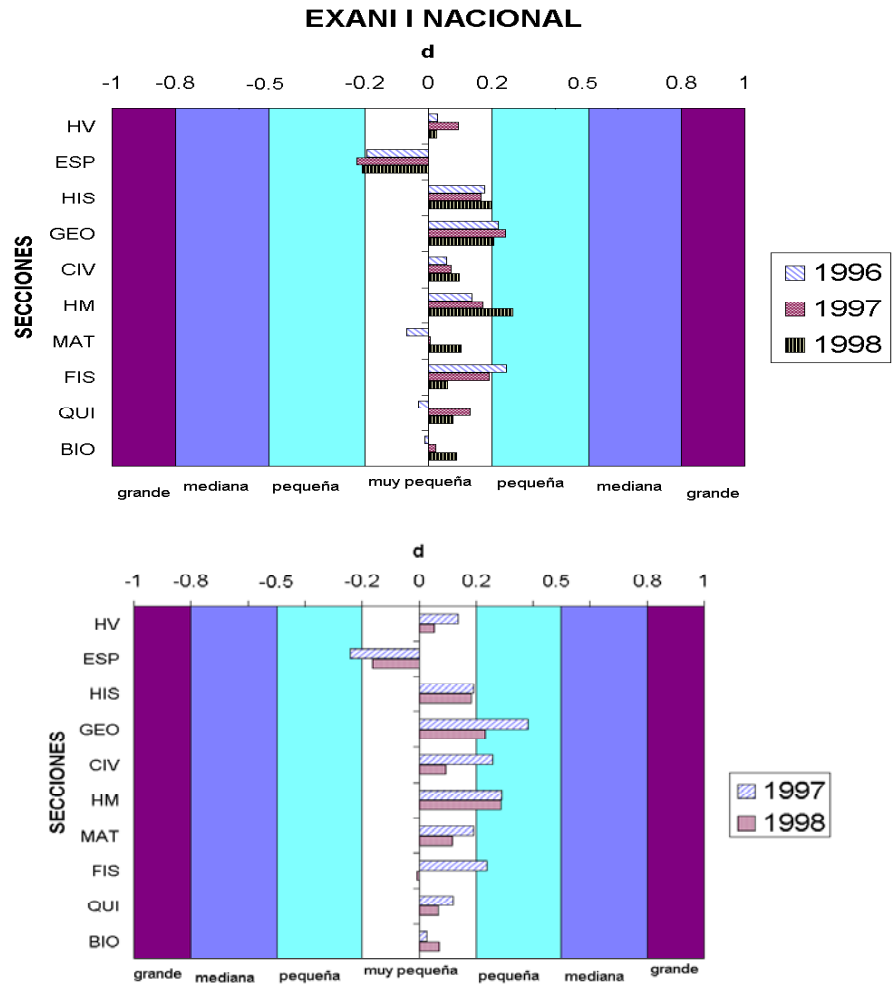 EXANI I NACIONAL
d
-1 -0.8 -0.5 -0.2 0 0.2 0.5 0.8 1
SECCIONES
HV
ESP
HIS
GEO
CIV
HM
MAT
FIS
QUI
BIO
1996
1997
1998
grande mediana pequeña muy pequeña pequeña mediana grande
d
-1 -0.8 -0.5 -0.2 0 0.2 0.5 0.8 1
SECCIONES
HV
ESP
HIS
GEO
CIV
HM
MAT
FIS
QUI
BIO
1997
1998
grande mediana pequeña muy pequeña pequeña mediana grande